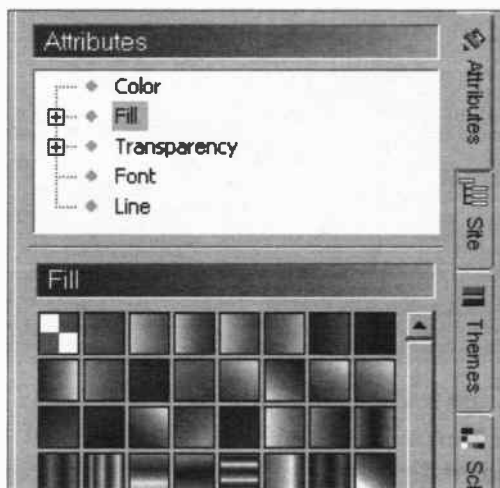 Attributes
Color
Fill
Transparency
Font
Line
Fill
Attributes
Site
Themes